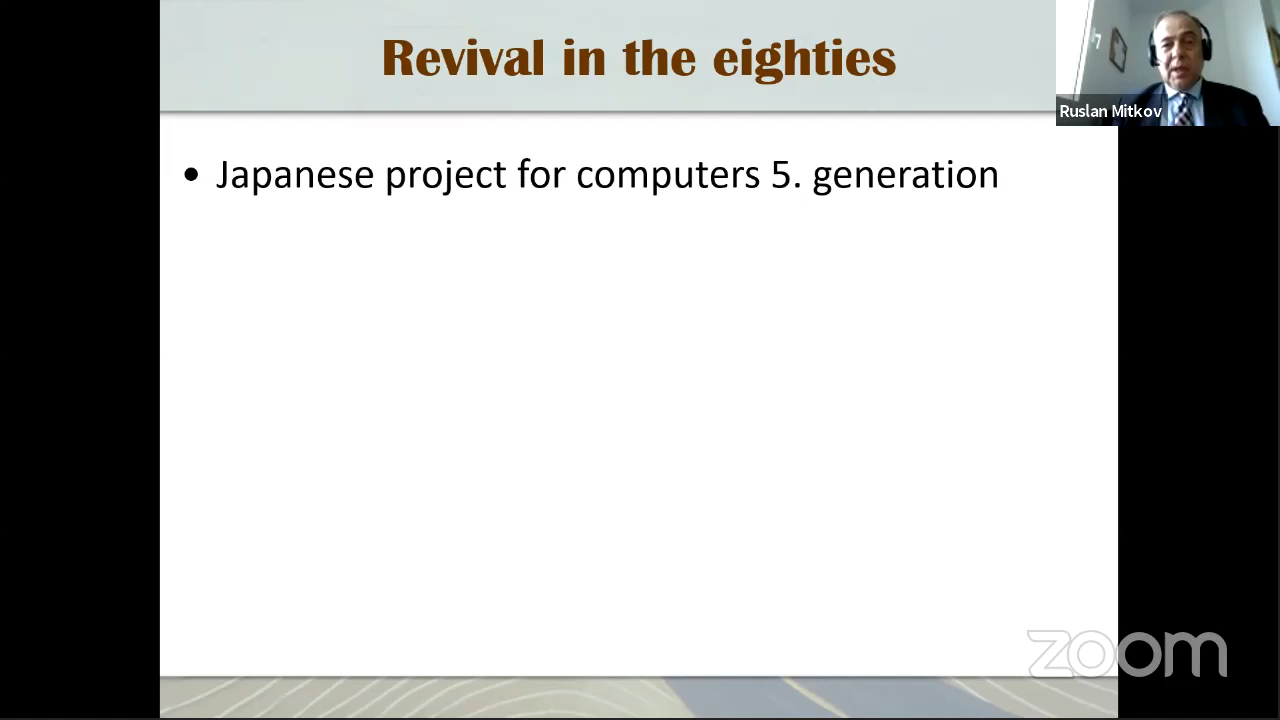 Revival in the eighties
Ruslan Mitkov
• Japanese project for computers 5. generation
zoom